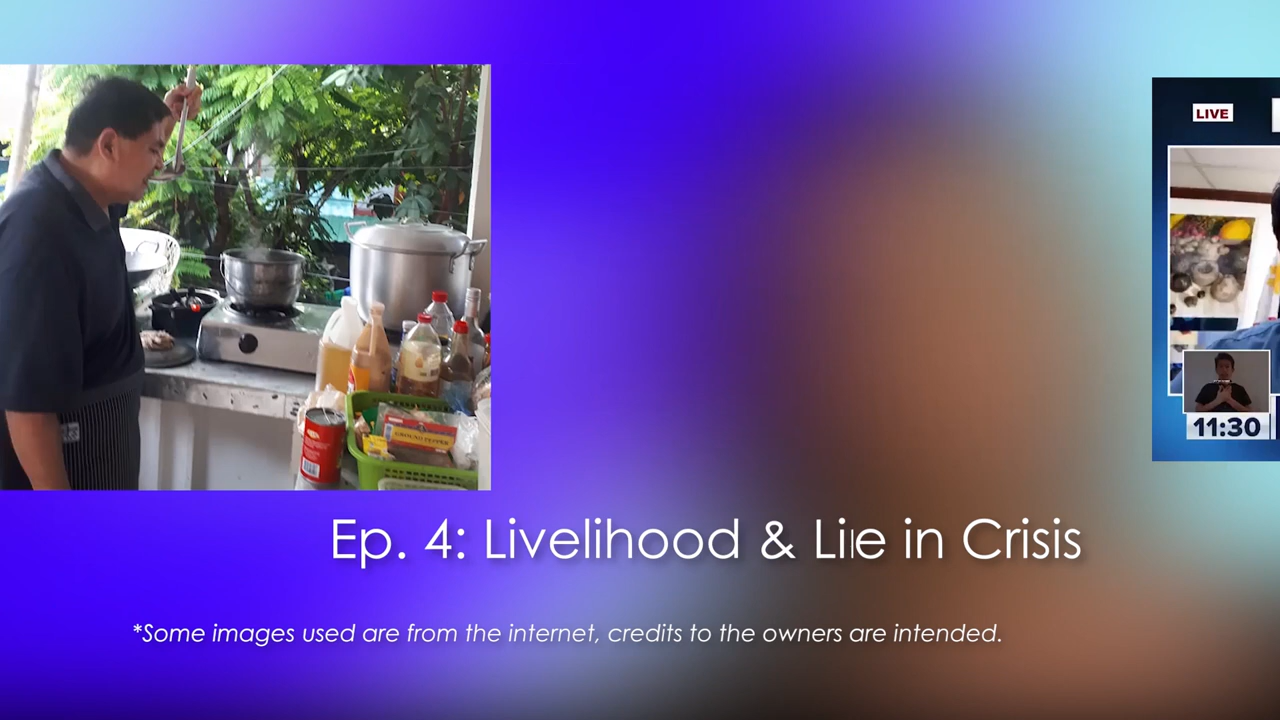 LIVE
GROUND PEPPER
11:30
Ep. 4: Livelihood & Life in Crisis
*Some images used are from the internet, credits to the owners are intended.